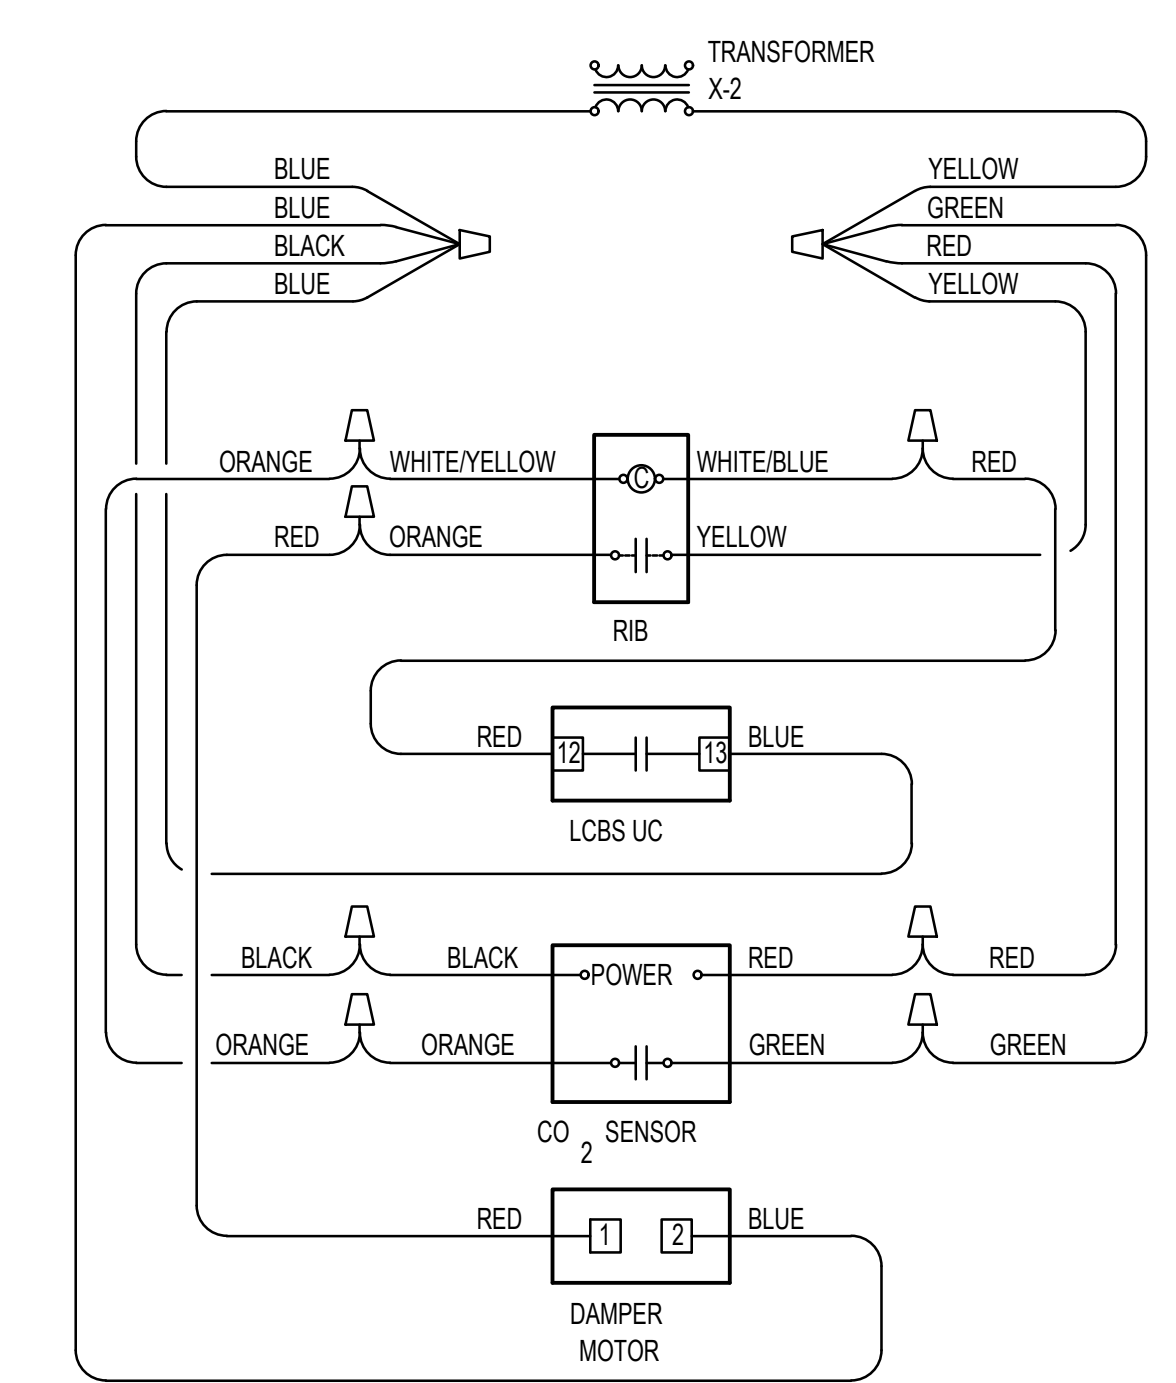 TRANSFORMER
X-2
BLUE YELLOW
BLUE GREEN
BLACK RED
BLUE YELLOW
ORANGE WHITE/YELLOW C WHITE/BLUE RED
RED ORANGE YELLOW
RIB
RED 12 13 BLUE
LCBS UC
BLACK BLACK POWER RED RED
ORANGE ORANGE GREEN GREEN
CO2 SENSOR
RED 1 2 BLUE
DAMPER
MOTOR